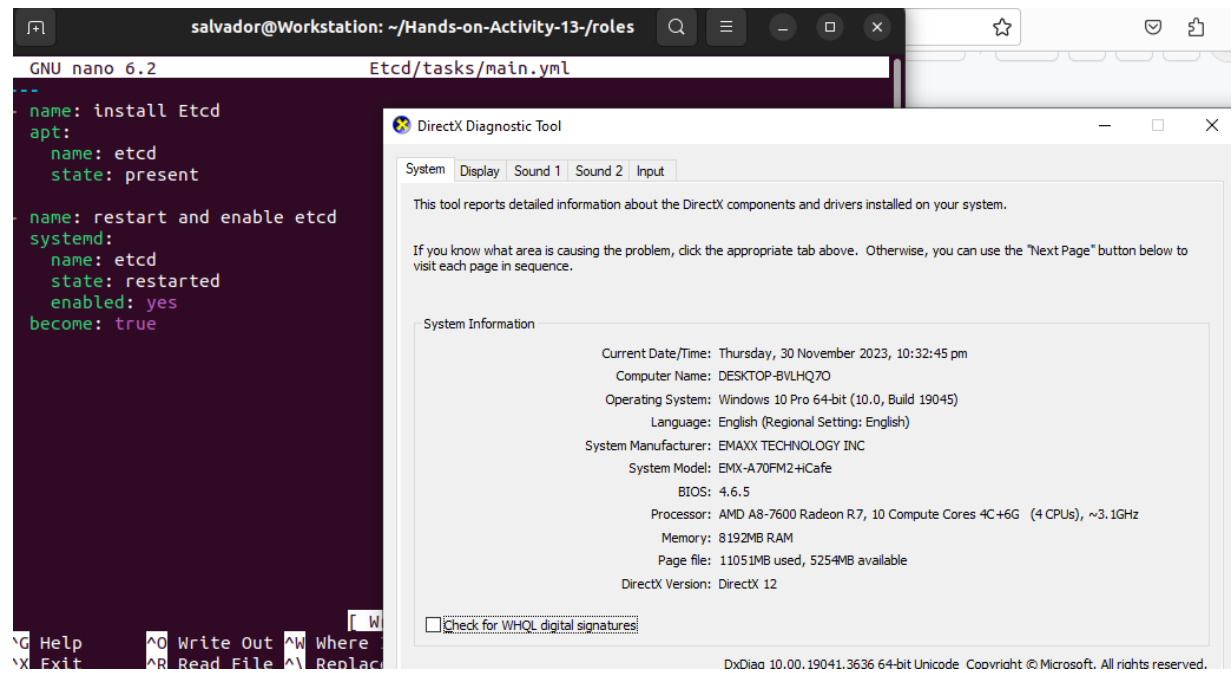 salvador@Workstation: ~/Hands-on-Activity-13-/roles
GNU nano 6.2 Etcd/tasks/main.yml
---
- name: install Etcd
apt:
name: etcd
state: present
- name: restart and enable etcd
systemd:
name: etcd
state: restarted
enabled: yes
become: true
[ W
^G Help ^O Write Out ^W Where
^X Exit ^R Read File ^\ Replac
DirectX Diagnostic Tool
System Display Sound 1 Sound 2 Input
This tool reports detailed information about the DirectX components and drivers installed on your system.
If you know what area is causing the problem, click the appropriate tab above. Otherwise, you can use the "Next Page" button below to
visit each page in sequence.
System Information
Current Date/Time: Thursday, 30 November 2023, 10:32:45 pm
Computer Name: DESKTOP-BVLHQ7O
Operating System: Windows 10 Pro 64-bit (10.0, Build 19045)
Language: English (Regional Setting: English)
System Manufacturer: EMAXX TECHNOLOGY INC
System Model: EMX-A70FM2+iCafe
BIOS: 4.6.5
Processor: AMD A8-7600 Radeon R7, 10 Compute Cores 4C+6G (4 CPUs), ~3.1GHz
Memory: 8192MB RAM
Page file: 11051MB used, 5254MB available
DirectX Version: DirectX 12
Check for WHQL digital signatures
DxDiag 10.00.19041.3636 64-bit Unicode Copyright © Microsoft. All rights reserved.